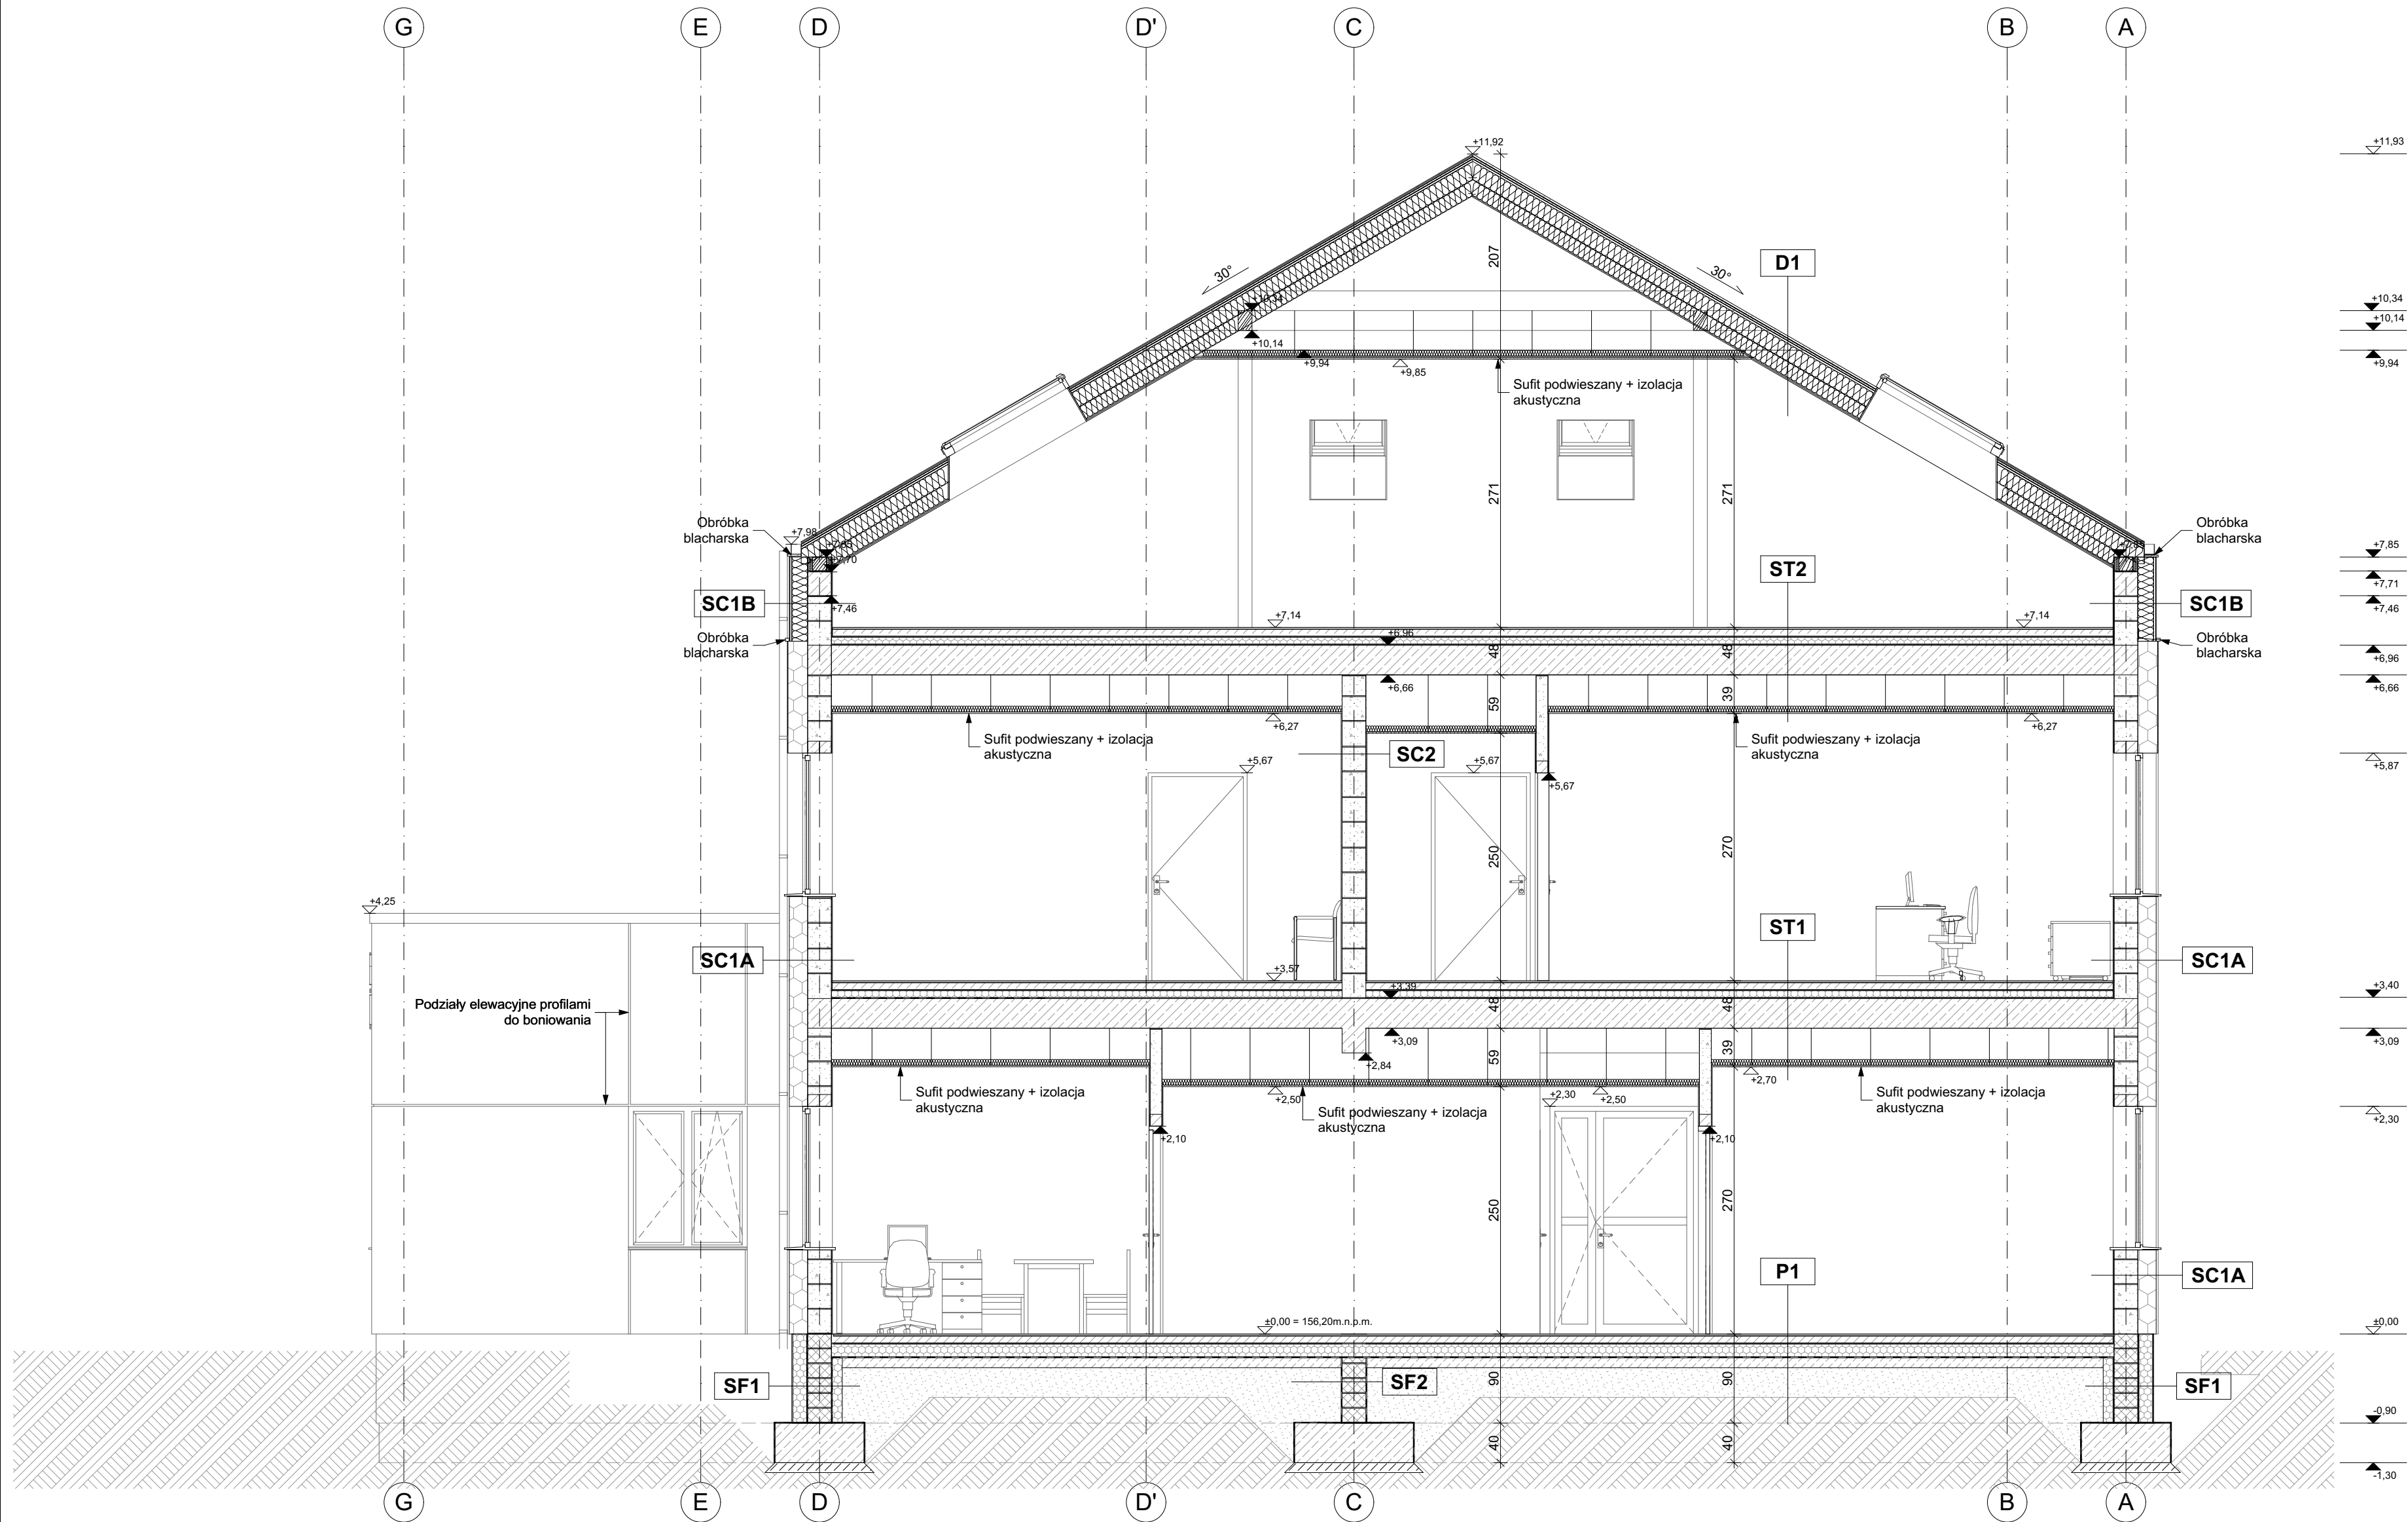 G E D D' C B A
+11,92
+11,93
207
D1
30°
30°
+10,34
+10,34
+10,14
+10,14
+9,94
+9,85
+9,94
Sufit podwieszany + izolacja
akustyczna
271
271
Obróbka
blacharska
+7,98
+7,85
+7,70
Obróbka
blacharska
+7,85
+7,71
ST2
SC1B
+7,46
SC1B
+7,46
+7,14
+7,14
Obróbka
blacharska
+6,96
48
48
Obróbka
blacharska
+6,96
+6,66
+6,66
59
39
+6,27
+6,27
Sufit podwieszany + izolacja
akustyczna
SC2
Sufit podwieszany + izolacja
akustyczna
+5,67
+5,67
+5,67
+5,87
250
270
+4,25
ST1
SC1A
SC1A
+3,57
+3,39
+3,40
Podziały elewacyjne profilami
do boniowania
48
48
+3,09
+3,09
59
39
+2,84
+2,70
Sufit podwieszany + izolacja
akustyczna
+2,50
+2,30
+2,50
Sufit podwieszany + izolacja
akustyczna
Sufit podwieszany + izolacja
akustyczna
+2,10
+2,10
+2,30
250
270
P1
SC1A
±0,00 = 156,20m.n.p.m.
±0,00
SF1
SF2
90
90
SF1
-0,90
40
40
-1,30
G E D D' C B A